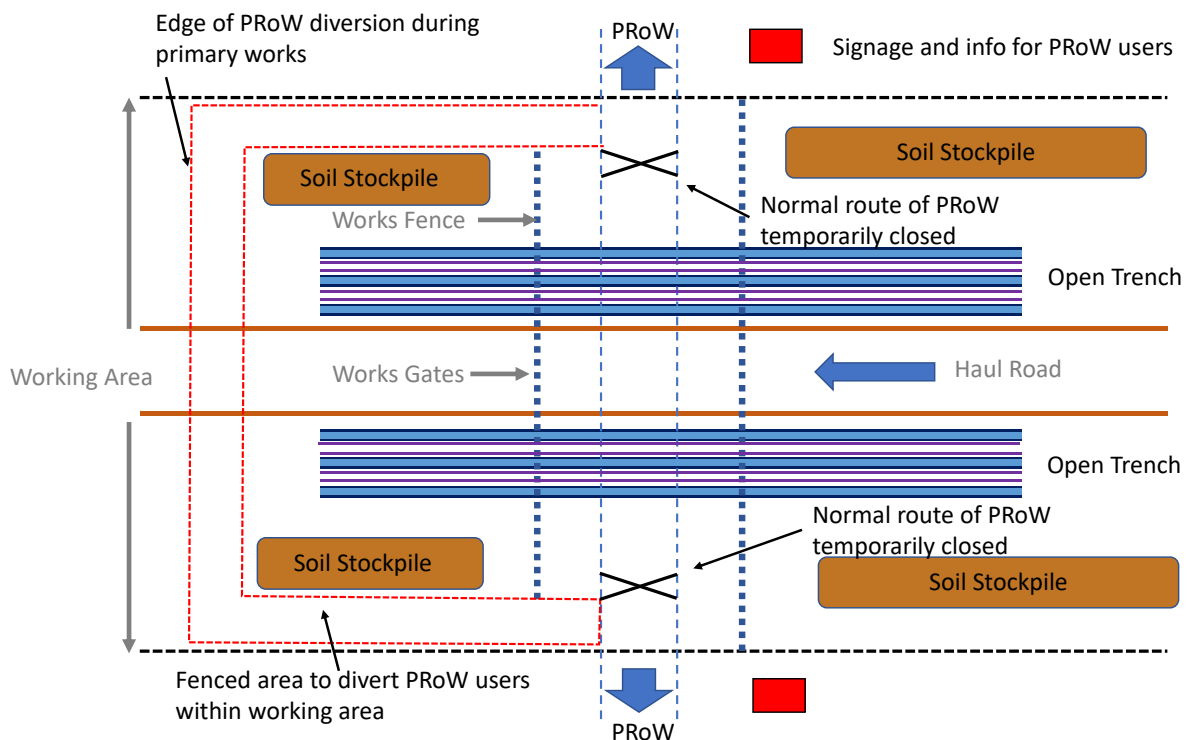 Edge of PRoW diversion during
primary works
PRoW
Signage and info for PRoW users
Soil Stockpile
Soil Stockpile
Works Fence
Normal route of PRoW
temporarily closed
Open Trench
Working Area
Works Gates
Haul Road
Open Trench
Normal route of PRoW
temporarily closed
Soil Stockpile
Soil Stockpile
Fenced area to divert PRoW users
within working area
PRoW